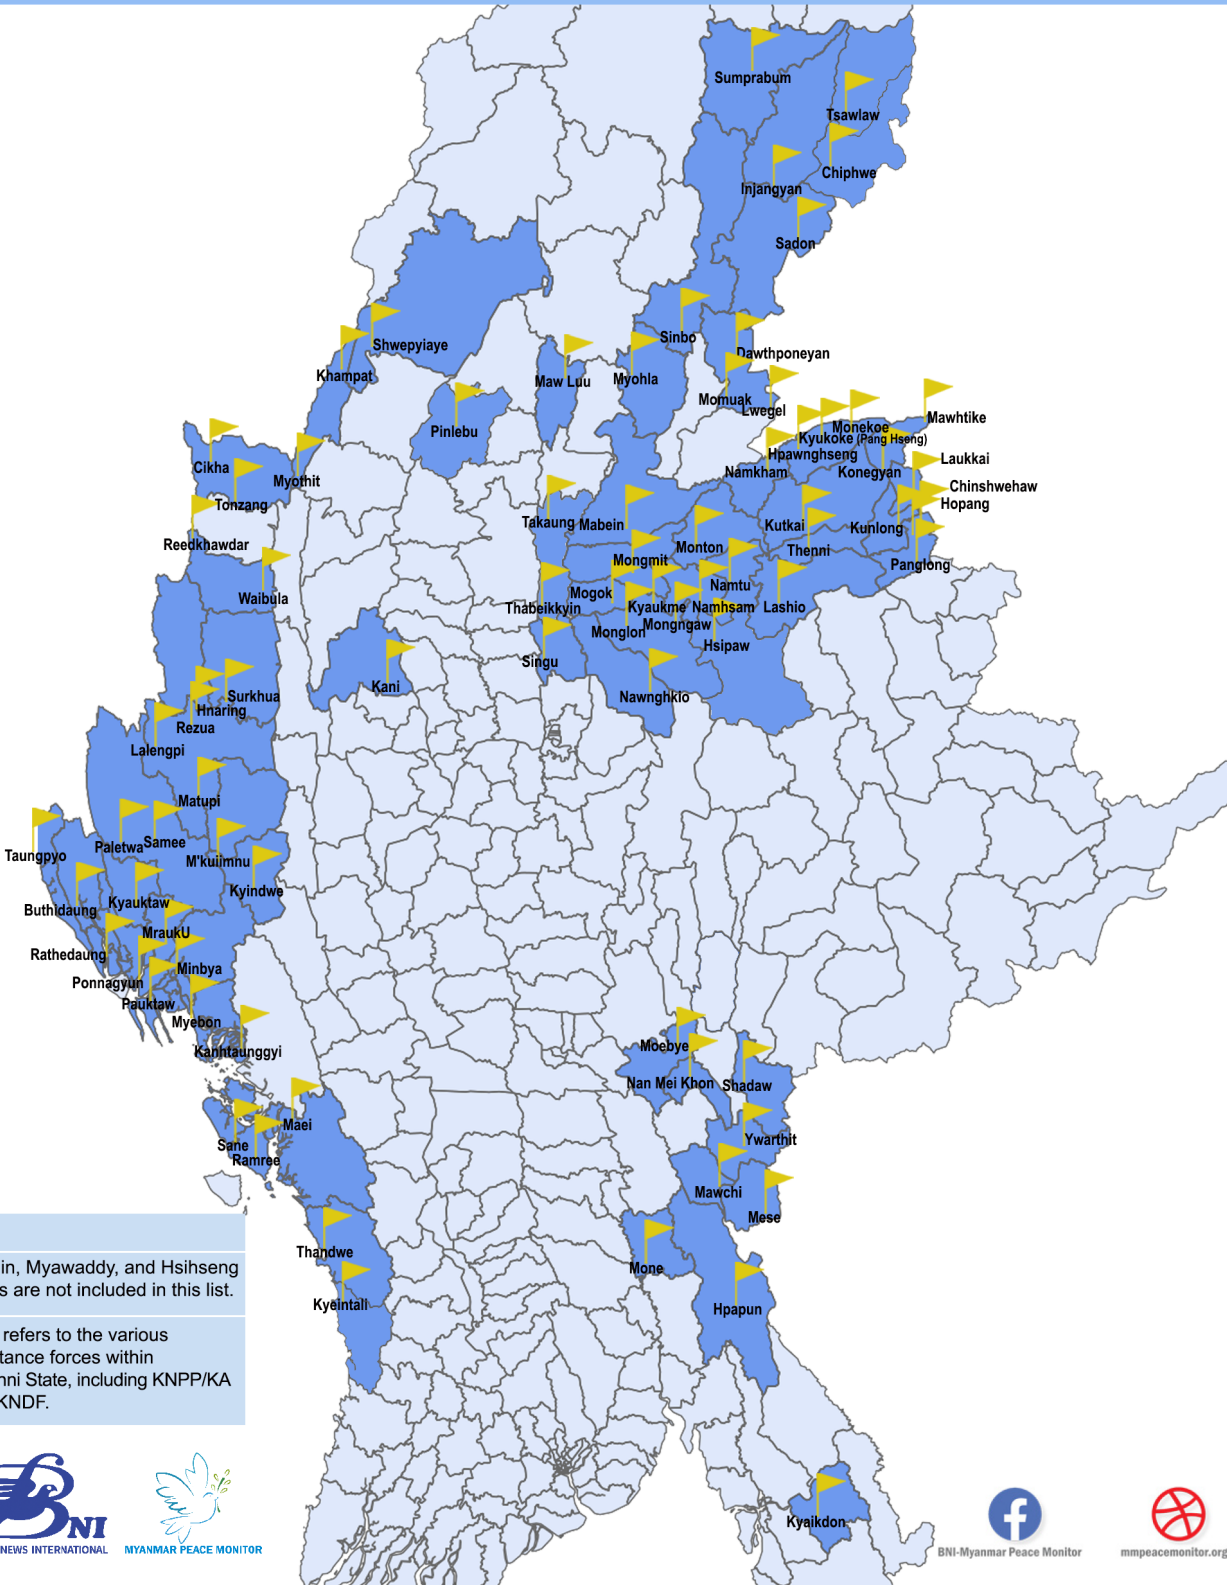 Sumprabum
Tsawlaw
Chiphwe
Injangyan
Sadon
Sinbo
Shwepyiaye
Dawthponeyan
Khampat
Maw Luu
Myohla
Momuak
Lwegel
Mawhtike
Pinlebu
Monekoe
Kyukoke (Pang Hseng)
Hpawnghseng
Laukkai
Cikha
Namkham
Konegyan
Myothit
Chinshwehaw
Tonzang
Hopang
Takaung
Mabein
Kutkai
Kunlong
Reedkhawdar
Monton
Thenni
Mongmit
Panglong
Waibula
Mogok
Namtu
Thabeikkyin
Kyaukme
Namhsam
Lashio
Monglon
Mongngaw
Hsipaw
Singu
Kani
Nawnghkio
Surkhua
Hnaring
Rezua
Lalengpi
Matupi
Samee
Paletwa
Taungpyo
M'kuiimnu
Kyindwe
Kyauktaw
Buthidaung
MraukU
Rathedaung
Minbya
Ponnagyun
Pauktaw
Myebon
Moebye
Kanhtaunggyi
Nan Mei Khon
Shadaw
Maei
Ywarthit
Sane
Ramree
Mawchi
Mese
Thandwe
Mone
Kyeintali
Hpapun
in, Myawaddy, and Hsihseng
s are not included in this list.
refers to the various
tance forces within
nni State, including KNPP/KA
KNDF.
Kyaikdon
BNI
NEWS INTERNATIONAL
MYANMAR PEACE MONITOR
BNI-Myanmar Peace Monitor
mmpeacemonitor.org